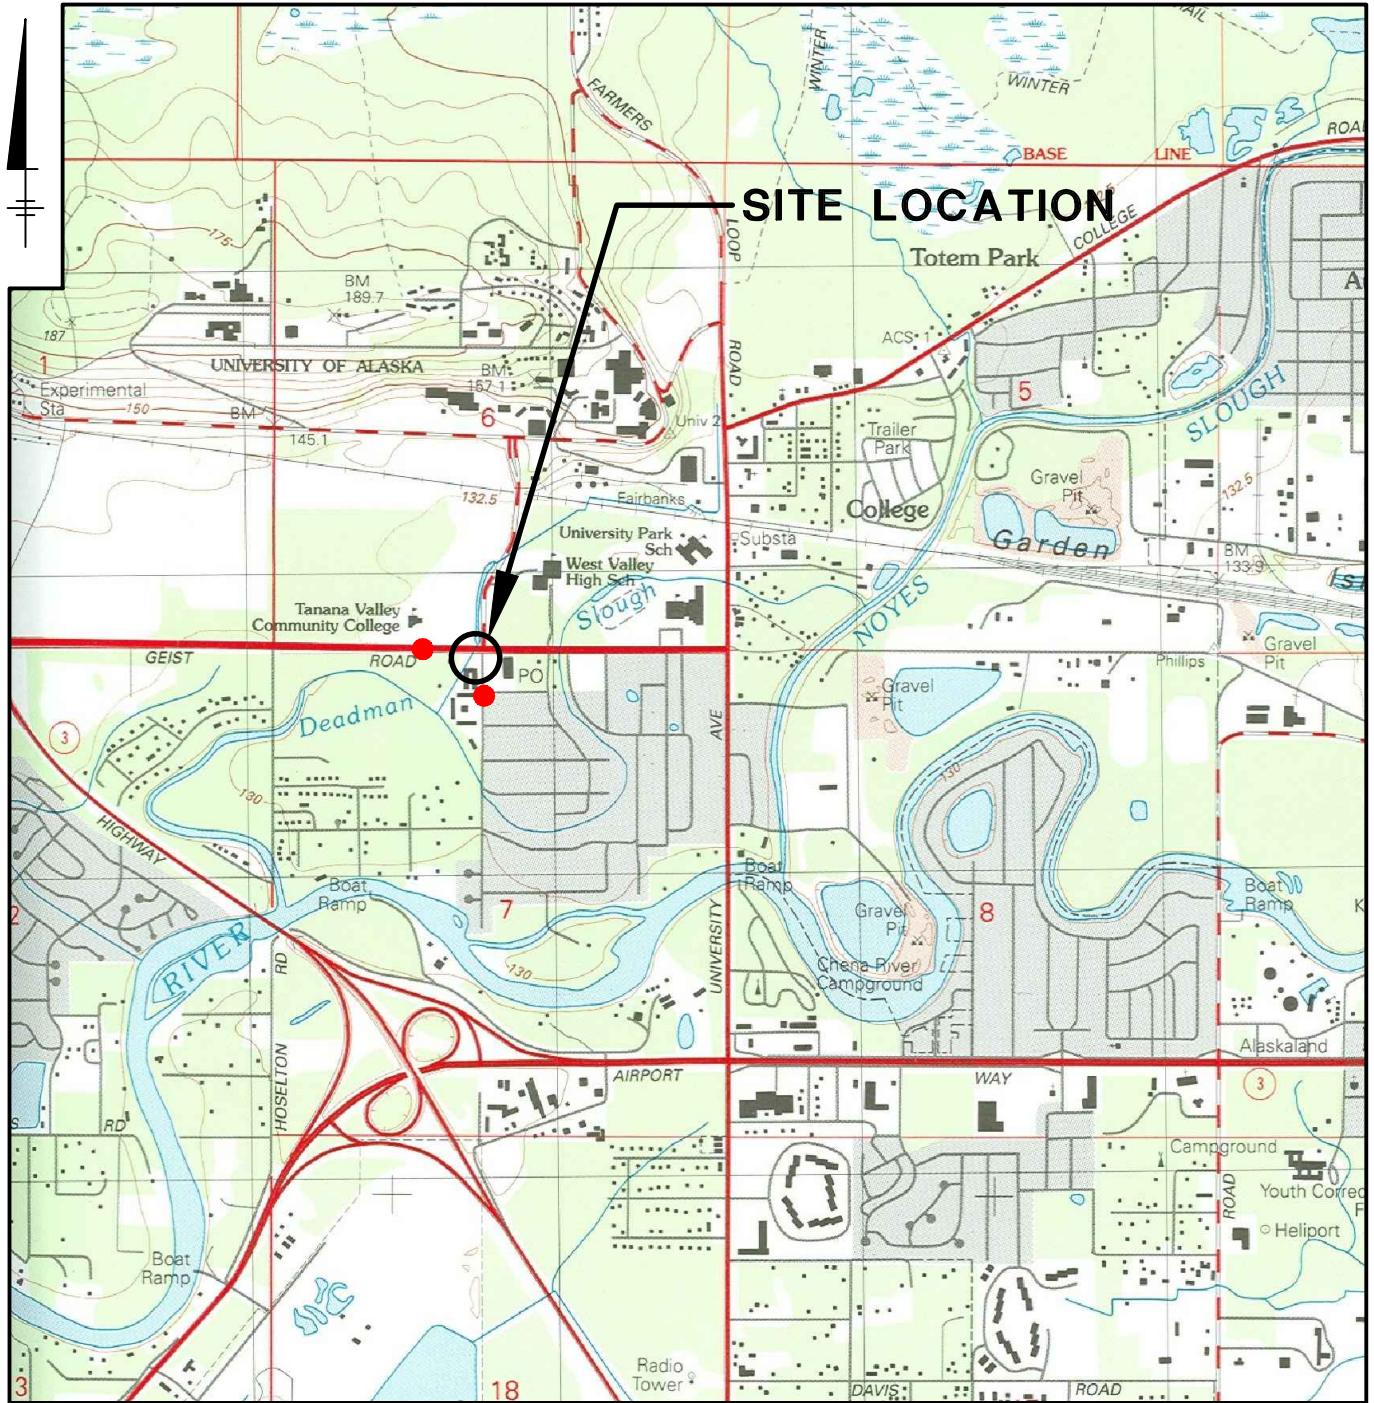 WINTER
WINTER
FARMERS
ROAD
BASE LINE
SITE LOCATION
LOOP
COLLEGE
Totem Park
175
BM
189.7
187
1
UNIVERSITY OF ALASKA
BM
Experimental
Sta
150
BM
145.1
6
Univ 2
ROAD
ACS
5
SLOUGH
Trailer
Park
Gravel
Pit
132.5
132.5
College
Fairbanks
University Park
Sch
Substa
Garden
BM
133.9
West Valley
High Sch
Slough
NOYES
Tanana Valley
Community College
GEIST
ROAD
PO
Phillips
Gravel
Pit
Gravel
Pit
Deadman
3
AVE
130
130
HIGHWAY
Boat
Ramp
Boat
Ramp
Boat
Ramp
K
2
7
8
Gravel
Pit
RIVER
RD
130
UNIVERSITY
Chena River
Campground
HOSELTON
Alaskaland
AIRPORT
WAY
3
RD
Campground
Youth Correc
F
ROAD
Heliport
Boat
Ramp
Radio
Tower
3
18
DAVIS
ROAD